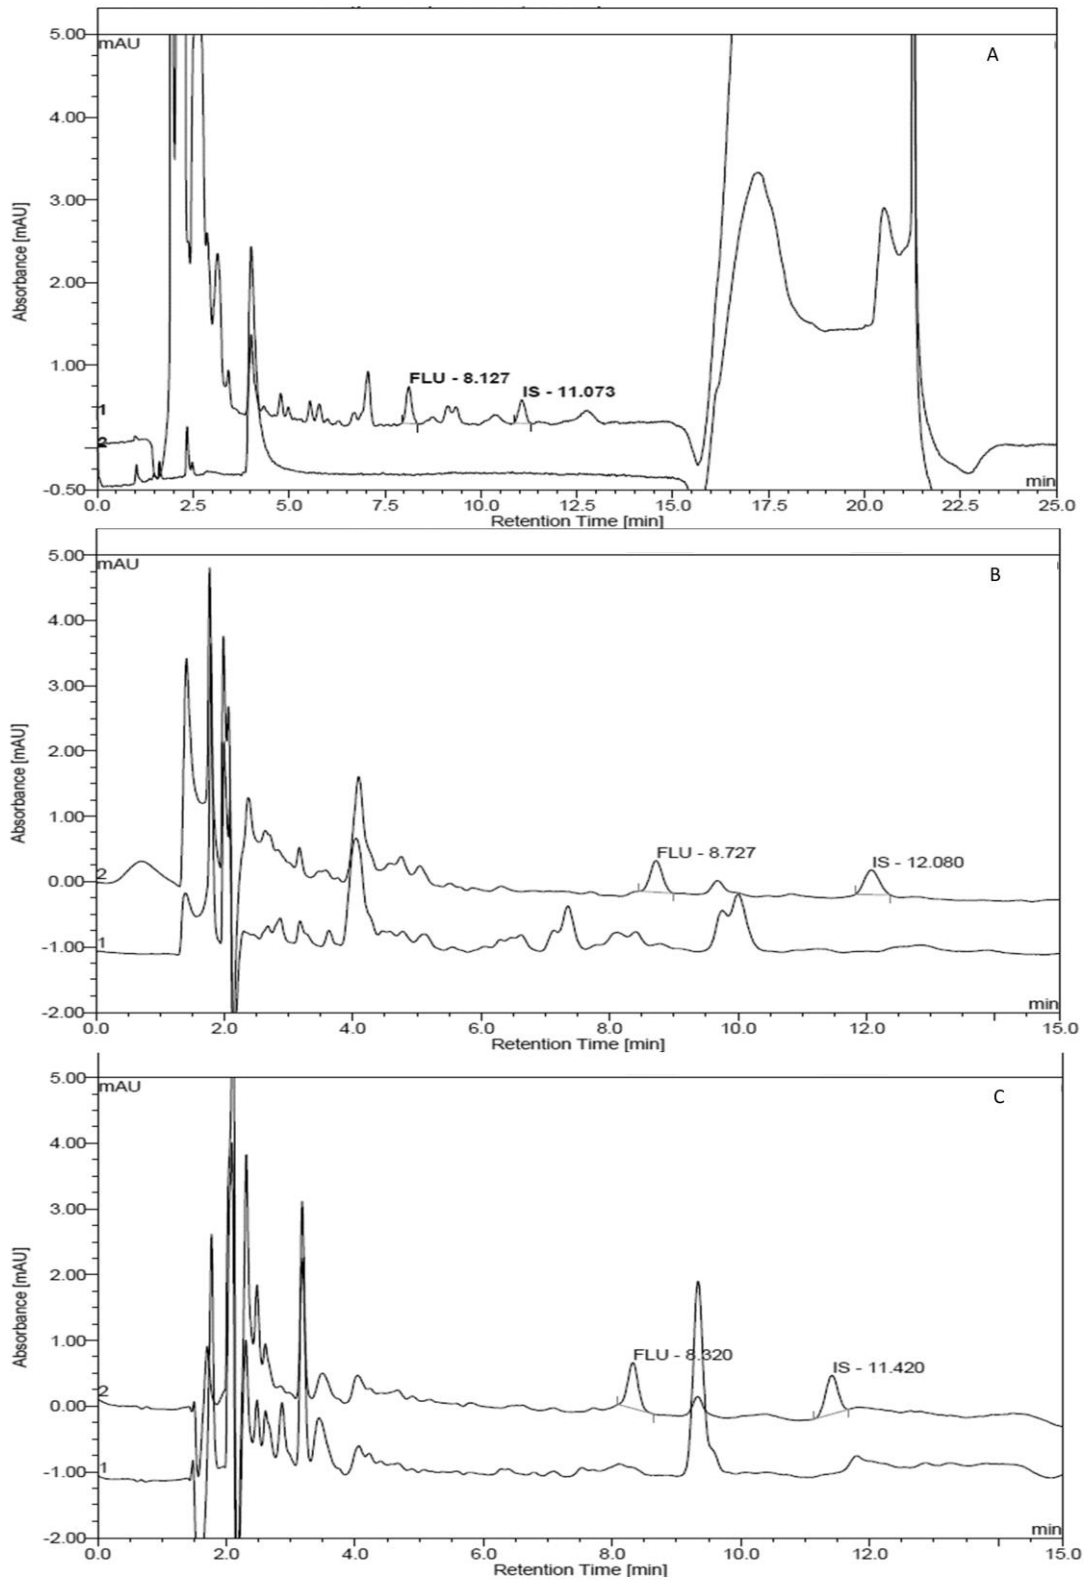 5.00
mAU
A
4.00
3.00
Absorbance [mAU]
2.00
1.00
FLU - 8.127
IS - 11.073
1
2
-0.50
min
0.0 2.5 5.0 7.5 10.0 12.5 15.0 17.5 20.0 22.5 25.0
Retention Time [min]
5.00
mAU
B
4.00
3.00
Absorbance [mAU]
2.00
1.00
FLU - 8.727
IS - 12.080
2
0.00
1
-1.00
min
-2.00
0.0 2.0 4.0 6.0 8.0 10.0 12.0 15.0
Retention Time [min]
5.00
mAU
C
4.00
3.00
Absorbance [mAU]
2.00
1.00
FLU - 8.320
IS - 11.420
2
0.00
1
-1.00
min
-2.00
0.0 2.0 4.0 6.0 8.0 10.0 12.0 15.0
Retention Time [min]